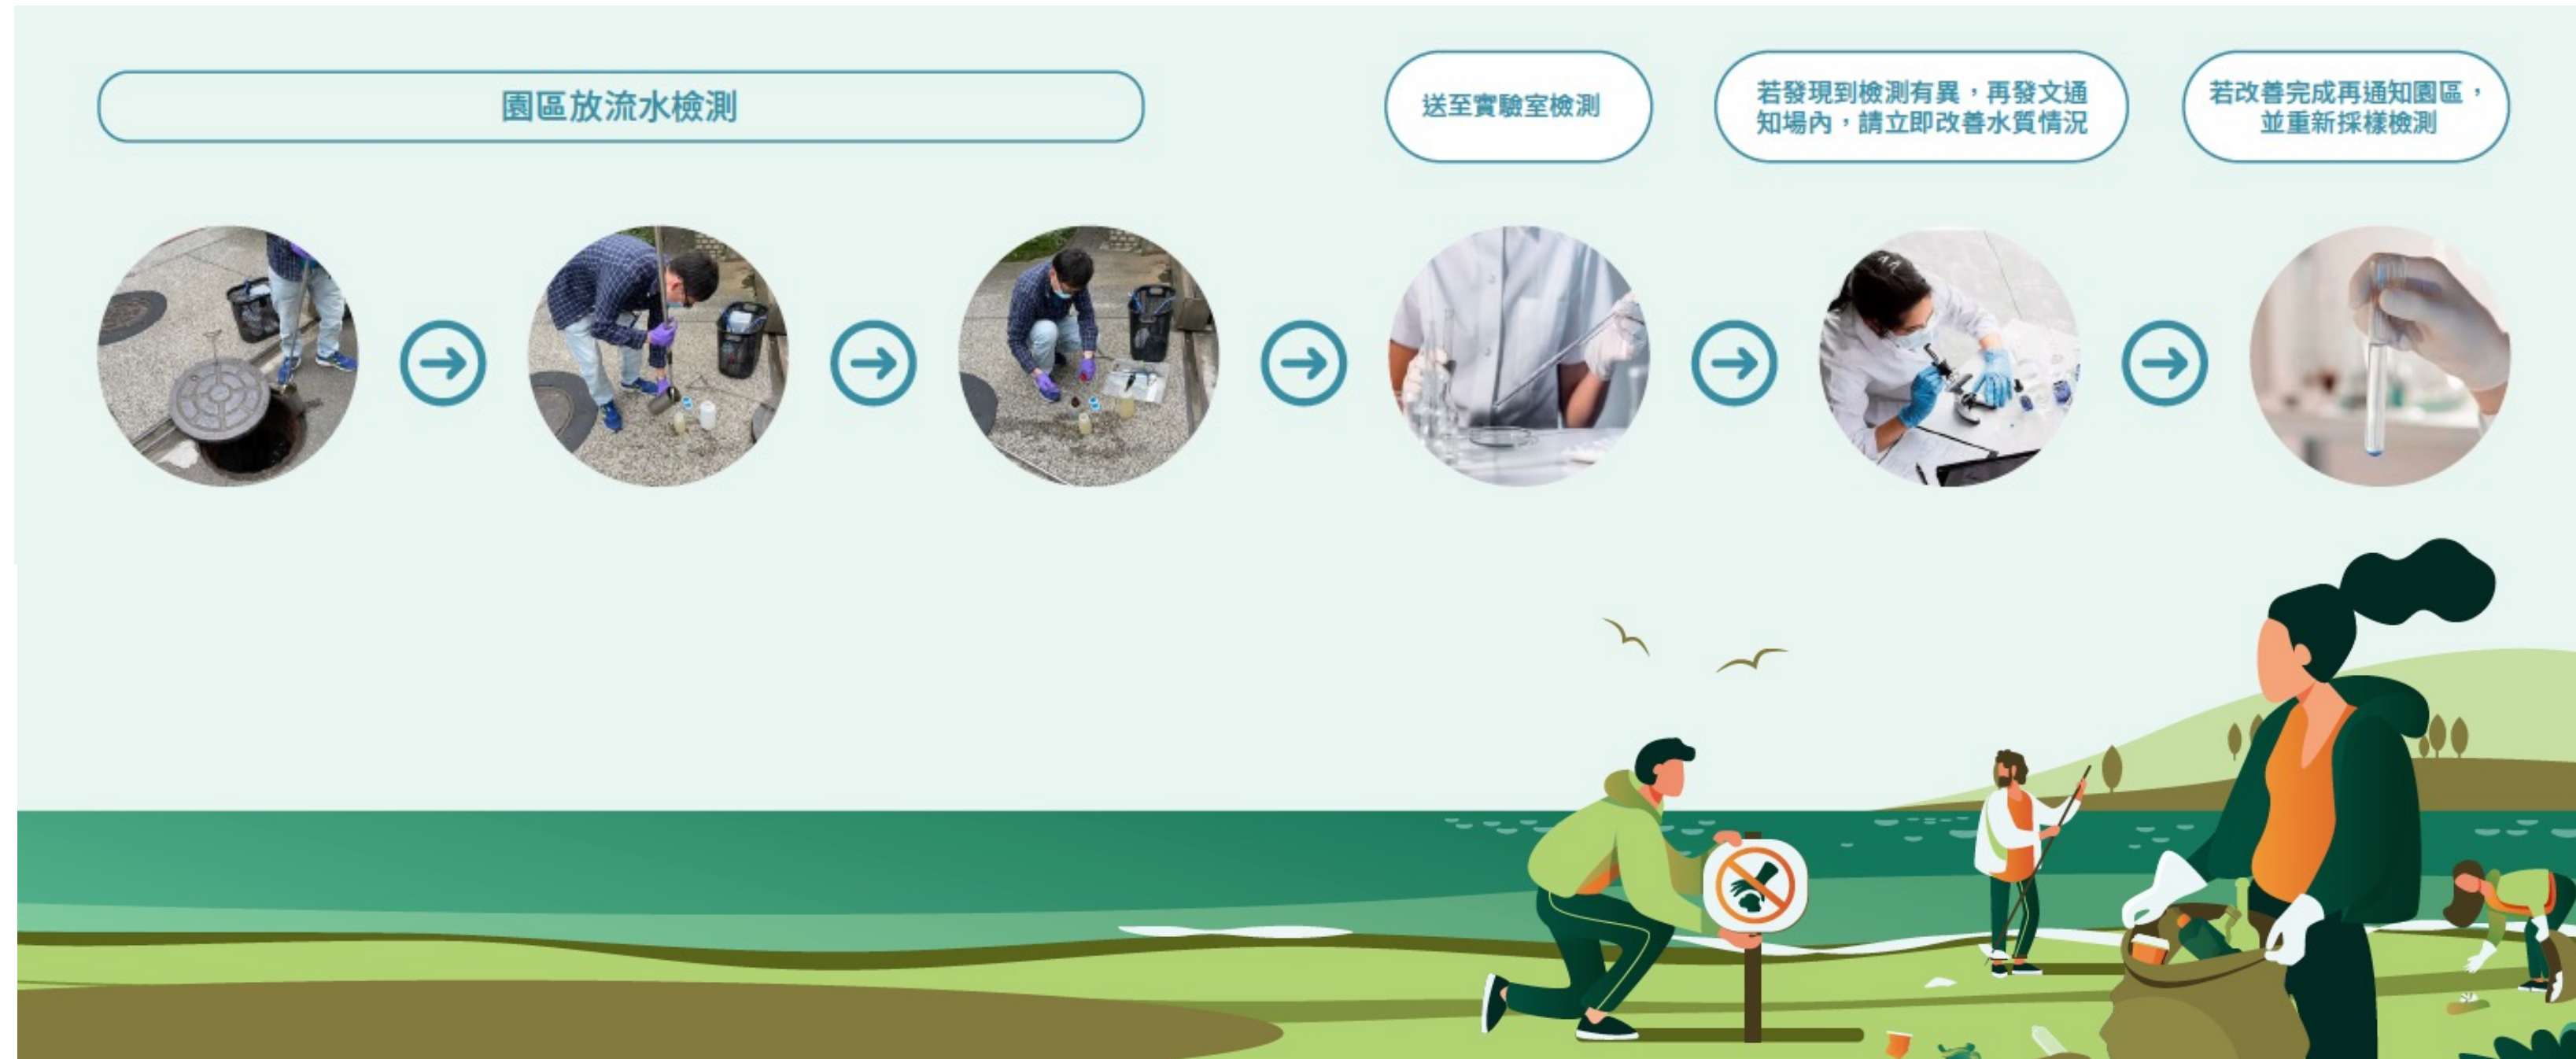 園區放流水檢測
送至實驗室檢測
若發現到檢測有異，再發文通
知場內，請立即改善水質情況
若改善完成再通知園區，
並重新採樣檢測